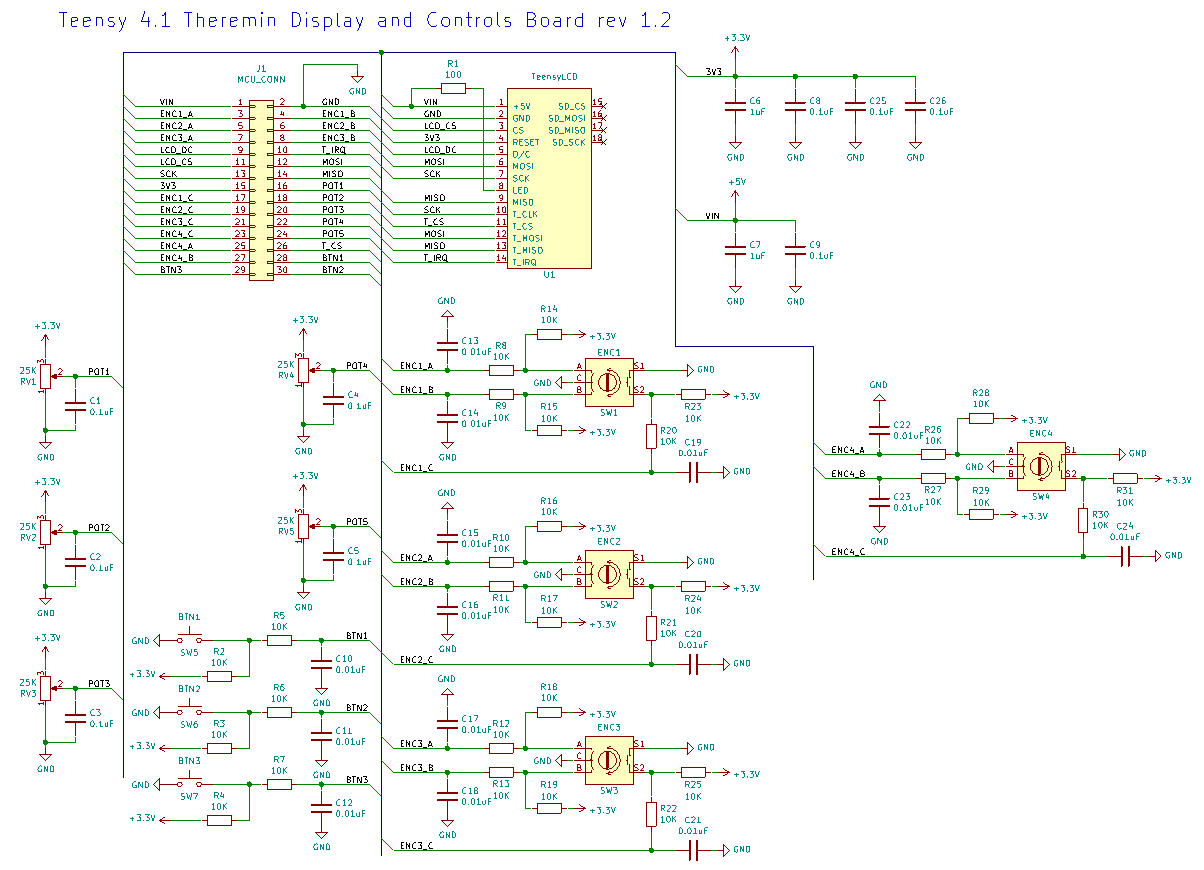 Teensy 4.1 Theremin Display and Controls Board rev 1.2
J1
MCU_CONN
GND
VIN 1 2 GND
ENC1_A 3 4 ENC1_B
ENC2_A 5 6 ENC2_B
ENC3_A 7 8 ENC3_B
LCD_DC 9 10 T_IRQ
LCD_CS 11 12 MOSI
SCK 13 14 MISO
3V3 15 16 POT1
ENC1_C 17 18 POT2
ENC2_C 19 20 POT3
ENC3_C 21 22 POT4
ENC4_C 23 24 POT5
ENC4_A 25 26 T_CS
ENC4_B 27 28 BTN1
BTN3 29 30 BTN2
R1
100
TeensyLCD
VIN 1 +5V SD_CS 15
GND 2 GND SD_MOSI 16
LCD_CS 3 CS SD_MISO 17
3V3 4 RESET SD_SCK 18
LCD_DC 5 D/C
MOSI 6 MOSI
SCK 7 SCK
8 LED
MISO 9 MISO
SCK 10 T_CLK
T_CS 11 T_CS
MOSI 12 T_MOSI
MISO 13 T_MISO
T_IRQ 14 T_IRQ
U1
+3.3V
3V3
C6 C8 C25 C26
1uF 0.1uF 0.1uF 0.1uF
GND GND GND GND
+5V
VIN
C7 C9
1uF 0.1uF
GND GND
+3.3V
25K
RV1
3
2
1
POT1
C1
0.1uF
GND
+3.3V
25K
RV2
3
2
1
POT2
C2
0.1uF
GND
+3.3V
25K
RV3
3
2
1
POT3
C3
0.1uF
GND
+3.3V
25K
RV4
3
2
1
POT4
C4
0.1uF
GND
+3.3V
25K
RV5
3
2
1
POT5
C5
0.1uF
GND
BTN1
GND
SW5
R5
10K
BTN1
R2
10K
+3.3V
C10
0.01uF
GND
BTN2
GND
SW6
R6
10K
BTN2
R3
10K
+3.3V
C11
0.01uF
GND
BTN3
GND
SW7
R7
10K
BTN3
R4
10K
+3.3V
C12
0.01uF
GND
GND
C13
0.01uF
R14
10K
+3.3V
R8
10K
ENC1_A
ENC1
A
C
B
S1
S2
GND
GND
ENC1_B
R9
10K
C14
0.01uF
GND
R15
10K
+3.3V
SW1
R23
10K
+3.3V
R20
10K
C19
0.01uF
ENC1_C
GND
GND
C15
0.01uF
R16
10K
+3.3V
R10
10K
ENC2_A
ENC2
A
C
B
S1
S2
GND
GND
ENC2_B
R11
10K
C16
0.01uF
GND
R17
10K
+3.3V
SW2
R24
10K
+3.3V
R21
10K
C20
0.01uF
ENC2_C
GND
GND
C17
0.01uF
R18
10K
+3.3V
R12
10K
ENC3_A
ENC3
A
C
B
S1
S2
GND
GND
ENC3_B
R13
10K
C18
0.01uF
GND
R19
10K
+3.3V
SW3
R25
10K
+3.3V
R22
10K
C21
0.01uF
ENC3_C
GND
GND
C22
0.01uF
R28
10K
+3.3V
R26
10K
ENC4_A
ENC4
A
C
B
S1
S2
GND
GND
ENC4_B
R27
10K
C23
0.01uF
GND
R29
10K
+3.3V
SW4
R31
10K
+3.3V
R30
10K
C24
0.01uF
ENC4_C
GND